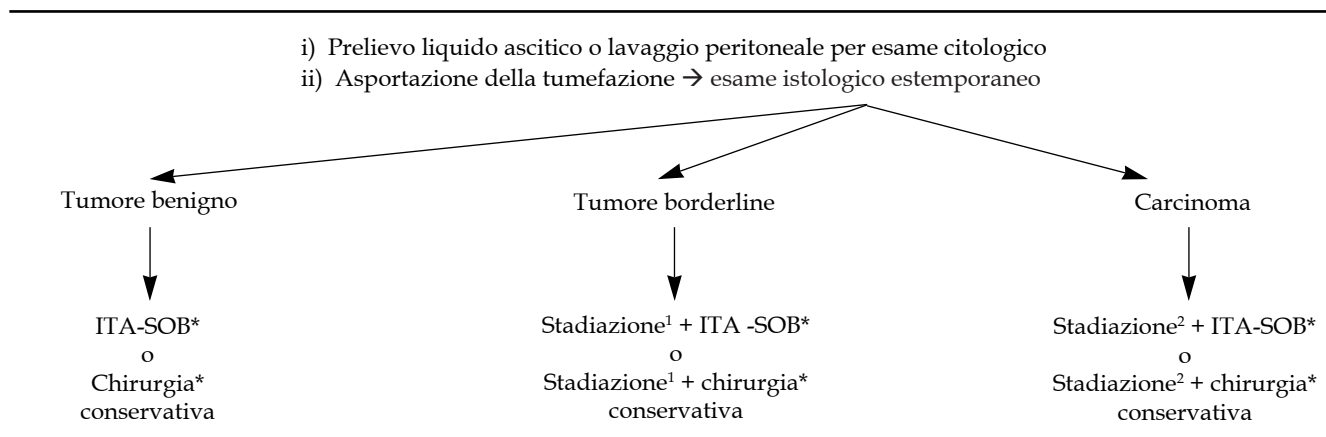 i) Prelievo liquido ascitico o lavaggio peritoneale per esame citologico
ii) Asportazione della tumefazione → esame istologico estemporaneo
Tumore benigno
Tumore borderline
Carcinoma
ITA-SOB*
o
Chirurgia*
conservativa
Stadiazione¹ + ITA -SOB*
o
Stadiazione¹ + chirurgia*
conservativa
Stadiazione² + ITA-SOB*
o
Stadiazione² + chirurgia*
conservativa